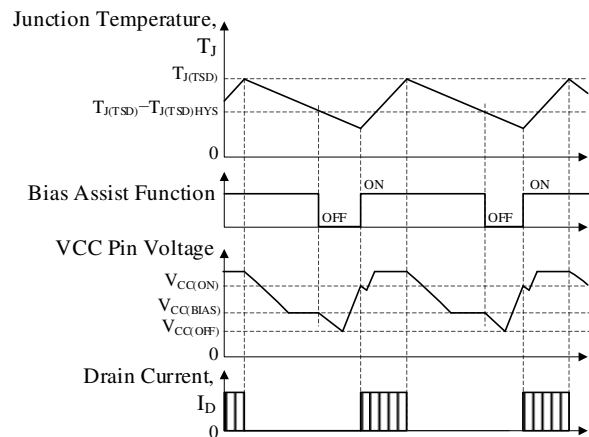 Junction Temperature,
TJ
TJ(TSD)
TJ(TSD)−TJ(TSD)HYS
0
Bias Assist Function
ON
ON
OFF
OFF
VCC Pin Voltage
VCC(ON)
VCC(BIAS)
VCC(OFF)
0
Drain Current,
ID
0